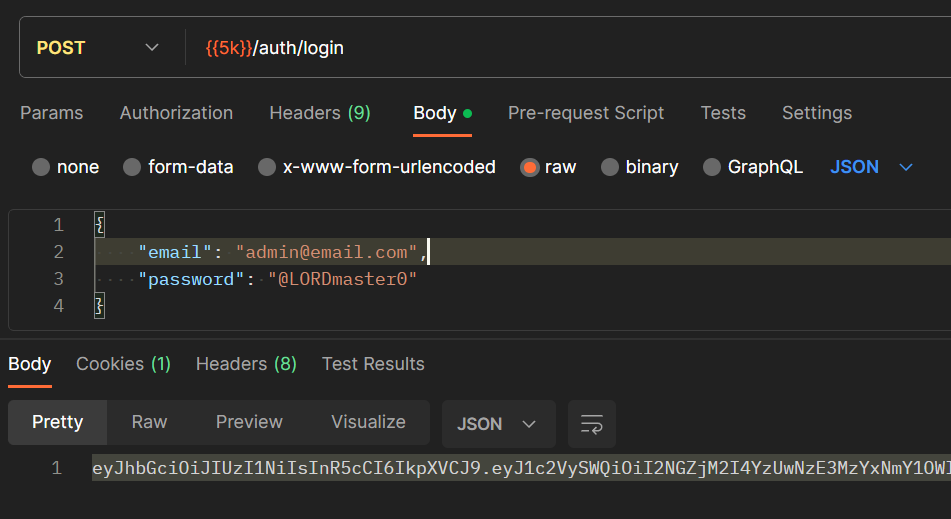 POST {{5k}}/auth/login
Params Authorization Headers (9) Body Pre-request Script Tests Settings
none form-data x-www-form-urlencoded raw binary GraphQL JSON
1 {
2 "email": "admin@email.com",
3 "password": "@LORDmaster0"
4 }
Body Cookies (1) Headers (8) Test Results
Pretty Raw Preview Visualize JSON
1 eyJhbGciOiJIUzI1NiIsInR5cCI6IkpXVCJ9.eyJ1c2VySWQiOiI2NGZjM2I4YzUwNzE3MzYxNmY1OWI